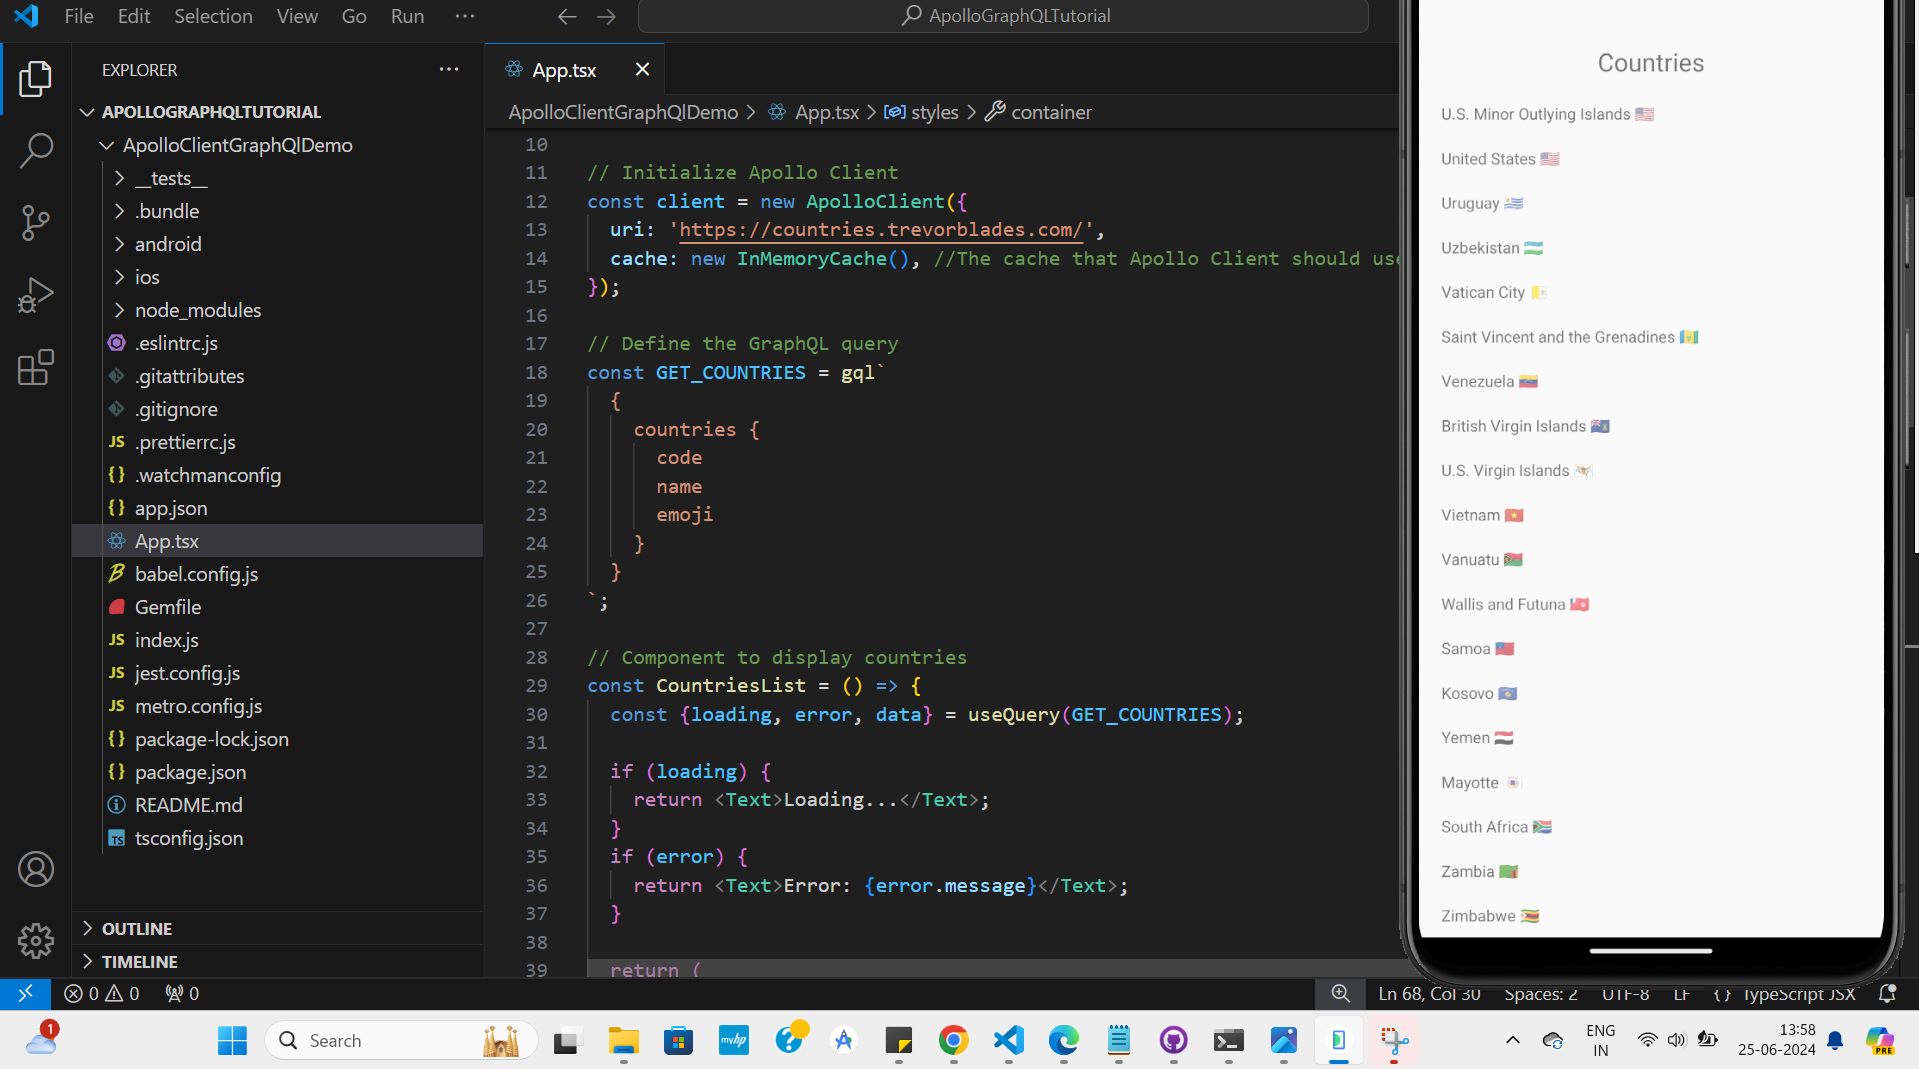 File Edit Selection View Go Run ···
ApolloGraphQLTutorial
EXPLORER
APOLLOGRAPHQLTUTORIAL
ApolloClientGraphQlDemo
__tests__
.bundle
android
ios
node_modules
.eslintrc.js
.gitattributes
.gitignore
JS .prettierrc.js
{} .watchmanconfig
{} app.json
App.tsx
babel.config.js
Gemfile
JS index.js
JS jest.config.js
JS metro.config.js
{} package-lock.json
{} package.json
README.md
TS tsconfig.json
OUTLINE
TIMELINE
App.tsx
ApolloClientGraphQlDemo > App.tsx > styles > container
10
11 // Initialize Apollo Client
12 const client = new ApolloClient({
13 uri: 'https://countries.trevorblades.com/',
14 cache: new InMemoryCache(), //The cache that Apollo Client should use
15 });
16
17 // Define the GraphQL query
18 const GET_COUNTRIES = gql`
19 {
20 countries {
21 code
22 name
23 emoji
24 }
25 }
26 `;
27
28 // Component to display countries
29 const CountriesList = () => {
30 const {loading, error, data} = useQuery(GET_COUNTRIES);
31
32 if (loading) {
33 return <Text>Loading...</Text>;
34 }
35 if (error) {
36 return <Text>Error: {error.message}</Text>;
37 }
38
39 return (
Countries
U.S. Minor Outlying Islands
United States
Uruguay
Uzbekistan
Vatican City
Saint Vincent and the Grenadines
Venezuela
British Virgin Islands
U.S. Virgin Islands
Vietnam
Vanuatu
Wallis and Futuna
Samoa
Kosovo
Yemen
Mayotte
South Africa
Zambia
Zimbabwe
0 0 0
Ln 68, Col 30 Spaces: 2 UTF-8 LF {} TypeScript JSX
1
Search
myhp
PRE
ENG
IN
13:58
25-06-2024